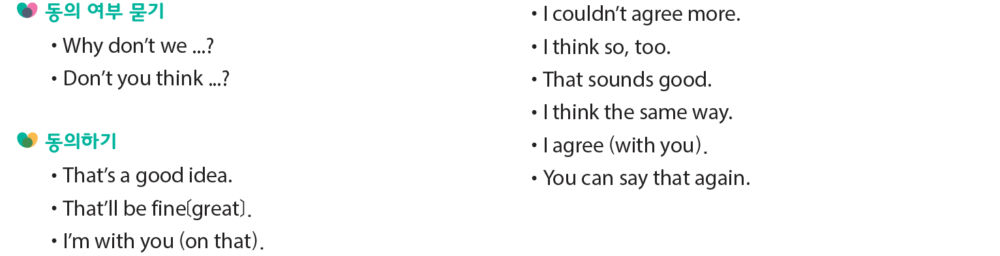 동의 여부 묻기
• Why don't we ...?
• Don't you think ...?
동의하기
• That's a good idea.
• That'll be fine〔great〕.
• I'm with you (on that).
• I couldn't agree more.
• I think so, too.
• That sounds good.
• I think the same way.
• I agree (with you).
• You can say that again.